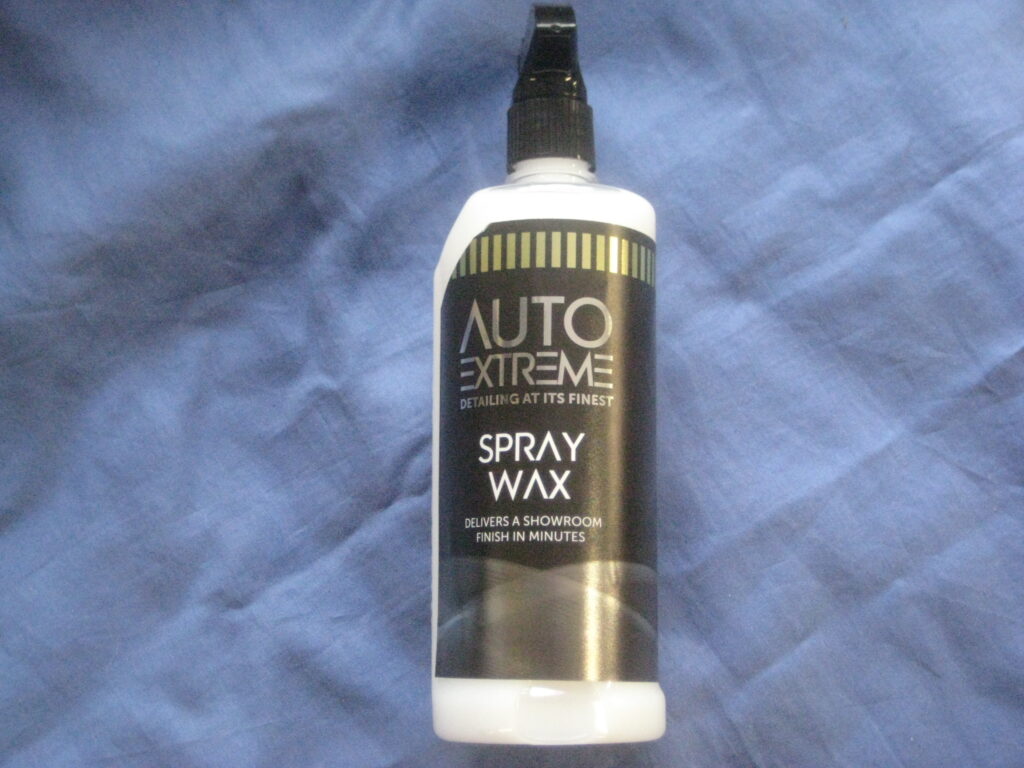 AUTO
EXTREME
DETAILING AT ITS FINEST
SPRAY
WAX
DELIVERS A SHOWROOM
FINISH IN MINUTES